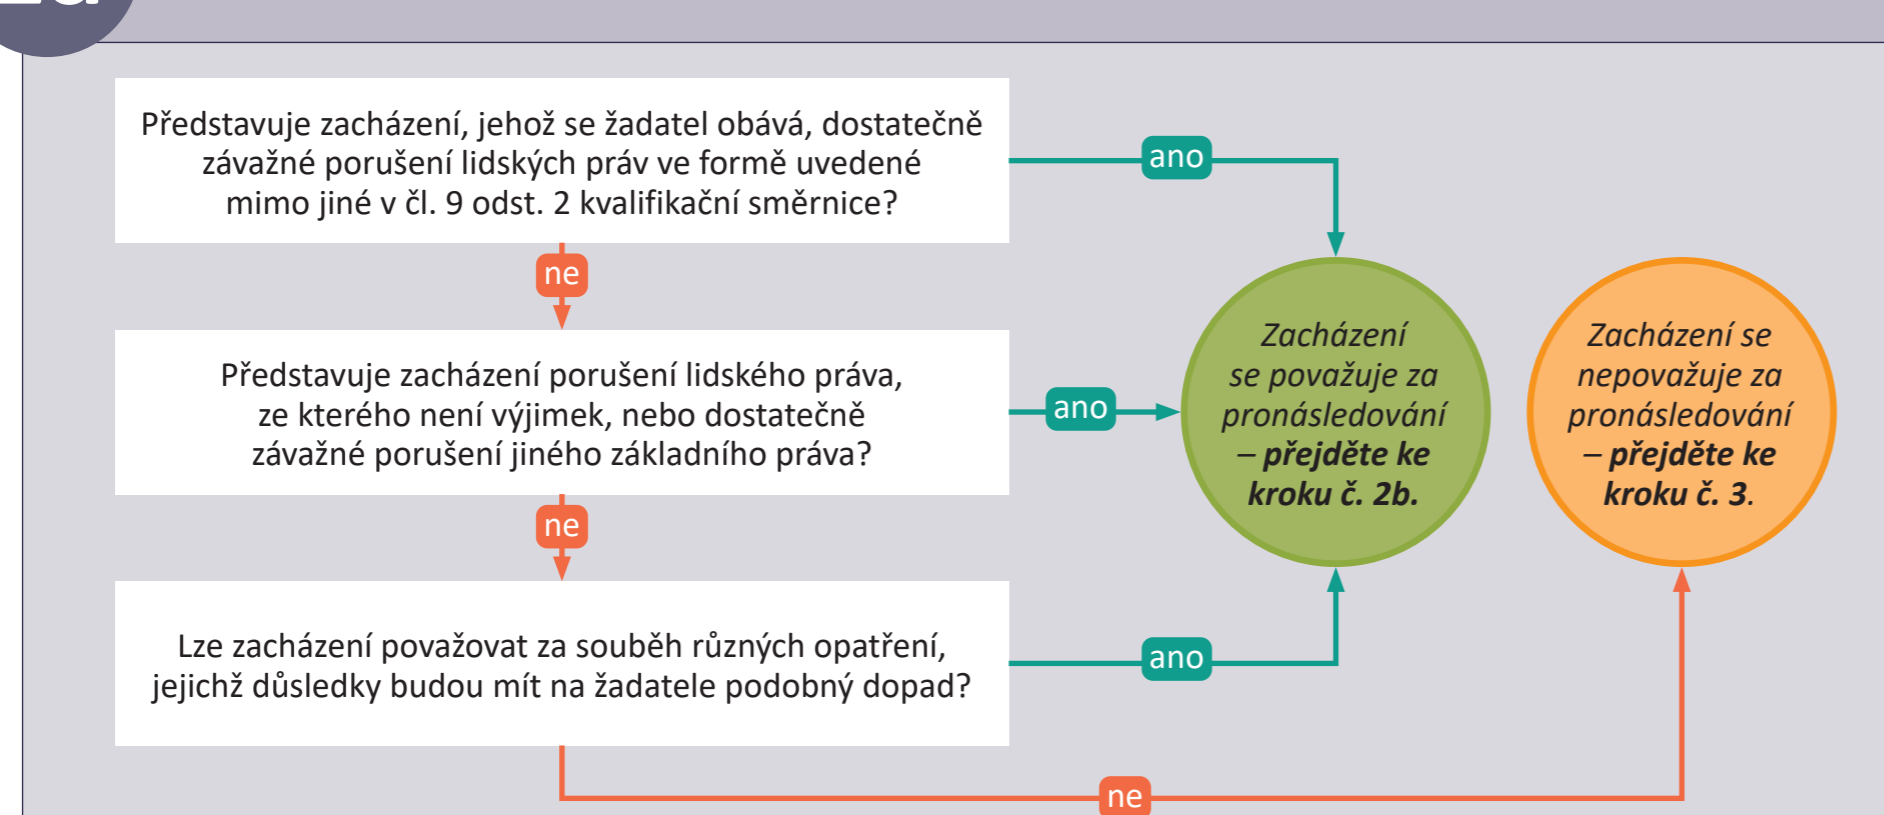 Představuje zacházení, jehož se žadatel obává, dostatečně
závažné porušení lidských práv ve formě uvedené
mimo jiné v čl. 9 odst. 2 kvalifikační směrnice?
ano
ne
Představuje zacházení porušení lidského práva,
ze kterého není výjimek, nebo dostatečně
závažné porušení jiného základního práva?
ano
Zacházení
se považuje za
pronásledování
– přejděte ke
kroku č. 2b.
Zacházení se
nepovažuje za
pronásledování
– přejděte ke
kroku č. 3.
ne
Lze zacházení považovat za souběh různých opatření,
jejichž důsledky budou mít na žadatele podobný dopad?
ano
ne